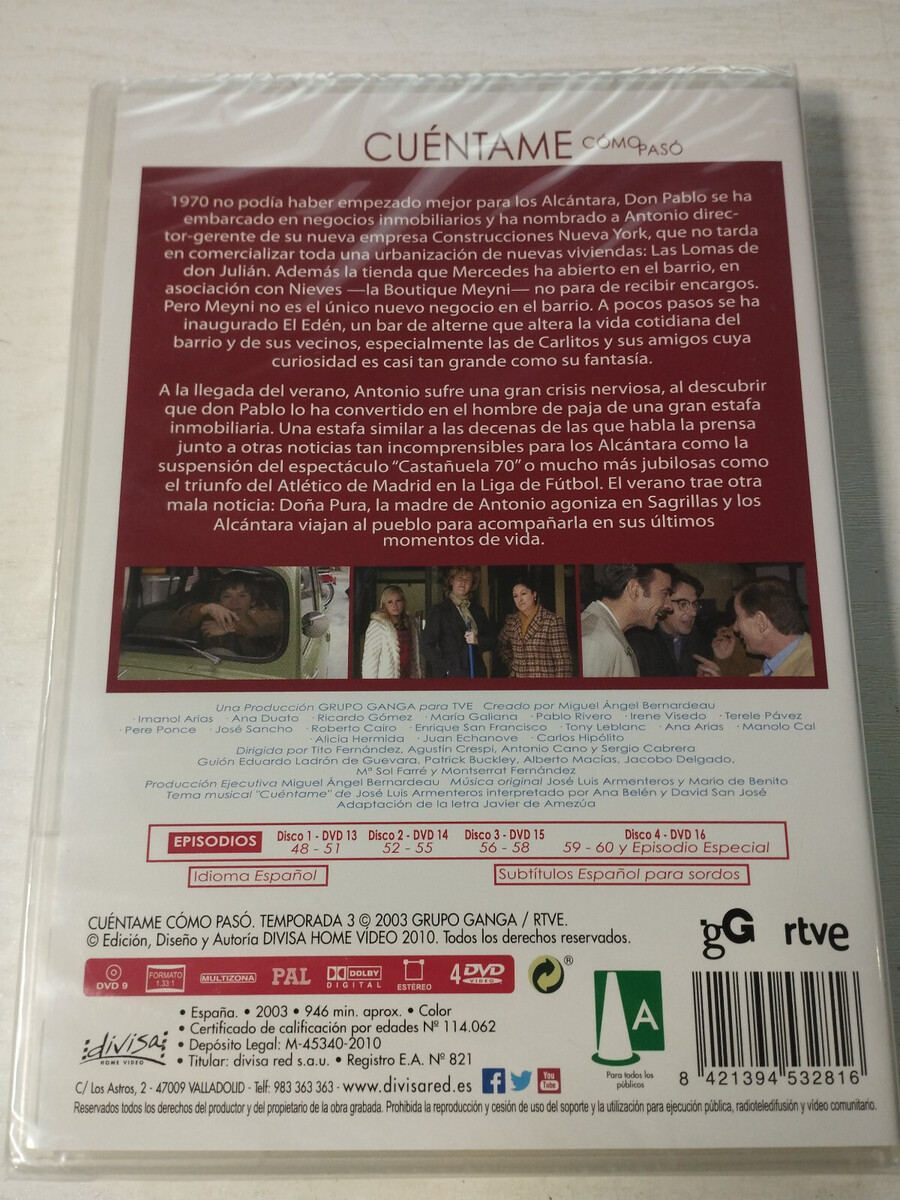 CUÉNTAME CÓMO PASÓ
1970 no podía haber empezado mejor para los Alcántara, Don Pablo se ha
embarcado en negocios inmobiliarios y ha nombrado a Antonio direc-
tor-gerente de su nueva empresa Construcciones Nueva York, que no tarda
en comercializar toda una urbanización de nuevas viviendas: Las Lomas de
don Julián. Además la tienda que Mercedes ha abierto en el barrio, en
asociación con Nieves —la Boutique Meyni— no para de recibir encargos.
Pero Meyni no es el único nuevo negocio en el barrio. A pocos pasos se ha
inaugurado El Edén, un bar de alterne que altera la vida cotidiana del
barrio y de sus vecinos, especialmente las de Carlitos y sus amigos cuya
curiosidad es casi tan grande como su fantasía.
A la llegada del verano, Antonio sufre una gran crisis nerviosa, al descubrir
que don Pablo lo ha convertido en el hombre de paja de una gran estafa
inmobiliaria. Una estafa similar a las decenas de las que habla la prensa
junto a otras noticias tan incomprensibles para los Alcántara como la
suspensión del espectáculo "Castañuela 70" o mucho más jubilosas como
el triunfo del Atlético de Madrid en la Liga de Fútbol. El verano trae otro
mala noticia: Doña Pura, la madre de Antonio agoniza en Sagrillas y los
Alcántara viajan al pueblo para acompañarla en sus últimos
momentos de vida.
Una Producción GRUPO GANGA para TVE Creado por Miguel Ángel Bernardeau
· Imanol Arias · Ana Duato · Ricardo Gómez · María Galiana · Pablo Rivero · Irene Visedo · Terele Pávez
· Pere Ponce · José Sancho · Roberto Cairo · Enrique San Francisco · Tony Leblanc · Ana Arias · Manolo Cal
· Alicia Hermida · Juan Echanove · Carlos Hipólito
Dirigida por Tito Fernández, Agustín Crespi, Antonio Cano y Sergio Cabrera
Guión Eduardo Ladrón de Guevara, Patrick Buckley, Alberto Macías, Jacobo Delgado,
Mª Sol Farré y Montserrat Fernández
Producción Ejecutiva Miguel Ángel Bernardeau Música original José Luis Armenteros y Mario de Benito
Tema musical "Cuéntame" de José Luis Armenteros interpretado por Ana Belén y David San José
Adaptación de la letra Javier de Amezúa
EPISODIOS Disco 1 - DVD 13 Disco 2 - DVD 14 Disco 3 - DVD 15 Disco 4 - DVD 16
48 - 51 52 - 55 56 - 58 59 - 60 y Episodio Especial
Idioma Español Subtítulos Español para sordos
CUÉNTAME CÓMO PASÓ. TEMPORADA 3 © 2003 GRUPO GANGA / RTVE.
© Edición, Diseño y Autoría DIVISA HOME VIDEO 2010. Todos los derechos reservados.
gG rtve
DVD 9 FORMATO 1.33:1 MULTIZONA PAL DOLBY DIGITAL ESTÉREO 4 DVD VIDEO ®
• España. • 2003 • 946 min. aprox. • Color
• Certificado de calificación por edades Nº 114.062
• Depósito Legal: M-45340-2010
• Titular: divisa red s.a.u. • Registro E.A. Nº 821
divisa HOME VIDEO
A
Para todos los públicos
C/ Los Astros, 2 - 47009 VALLADOLID - Telf: 983 363 363 - www.divisared.es f You Tube
8 421394 532816
Reservados todos los derechos del productor y del propietario de la obra grabada. Prohibida la reproducción y cesión de uso del soporte y la utilización para ejecución pública, radioteledifusión y vídeo comunitario.